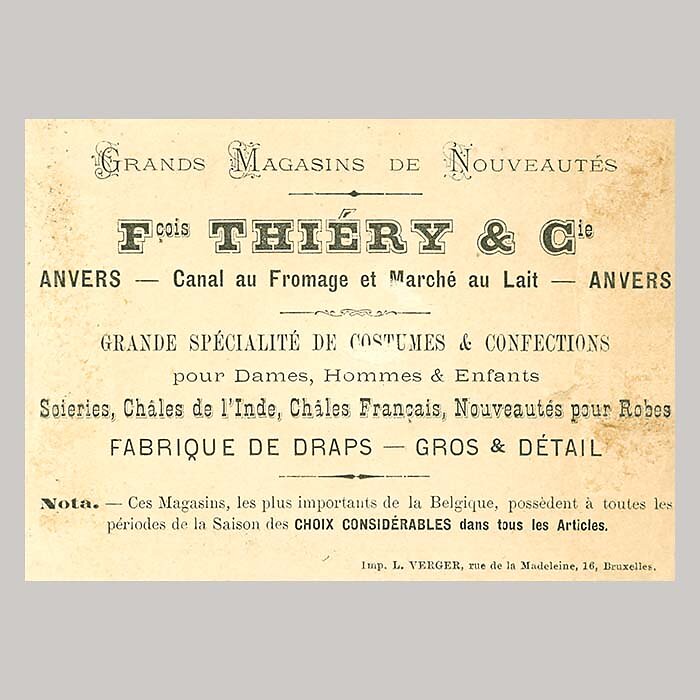 GRANDS MAGASINS DE NOUVEAUTÉS
Fçois THIÉRY & Cie
ANVERS — Canal au Fromage et Marché au Lait — ANVERS
GRANDE SPÉCIALITÉ DE COSTUMES & CONFECTIONS
pour Dames, Hommes & Enfants
Soieries, Châles de l'Inde, Châles Français, Nouveautés pour Robes
FABRIQUE DE DRAPS — GROS & DÉTAIL
Nota. — Ces Magasins, les plus importants de la Belgique, possèdent à toutes les
périodes de la Saison des CHOIX CONSIDÉRABLES dans tous les Articles.
Imp. L. VERGER, rue de la Madeleine, 16, Bruxelles.